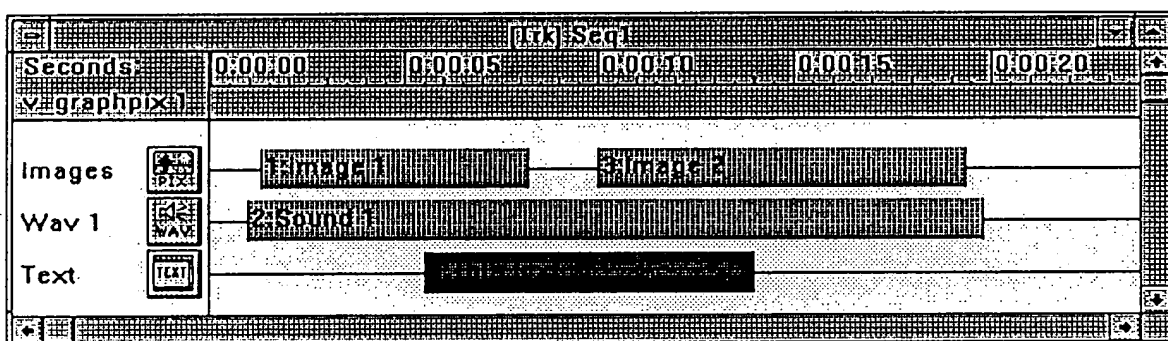 [Trk] Seq1
Seconds 0:00:00 0:00:05 0:00:10 0:00:15 0:00:20
v_graphpix 1
Images PIX 1:Image 1 3:Image 2
Wav 1 WAV 2:Sound 1
Text TEXT